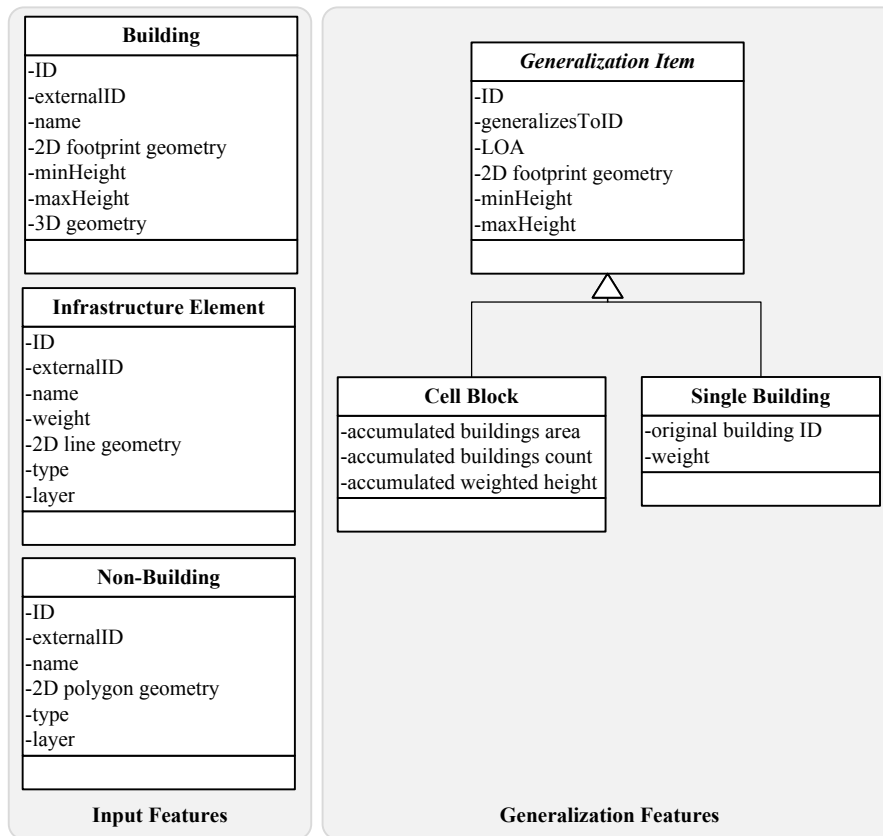 Building
-ID
-externalID
-name
-2D footprint geometry
-minHeight
-maxHeight
-3D geometry
Infrastructure Element
-ID
-externalID
-name
-weight
-2D line geometry
-type
-layer
Non-Building
-ID
-externalID
-name
-2D polygon geometry
-type
-layer
Input Features
Generalization Item
-ID
-generalizesToID
-LOA
-2D footprint geometry
-minHeight
-maxHeight
Cell Block
-accumulated buildings area
-accumulated buildings count
-accumulated weighted height
Single Building
-original building ID
-weight
Generalization Features